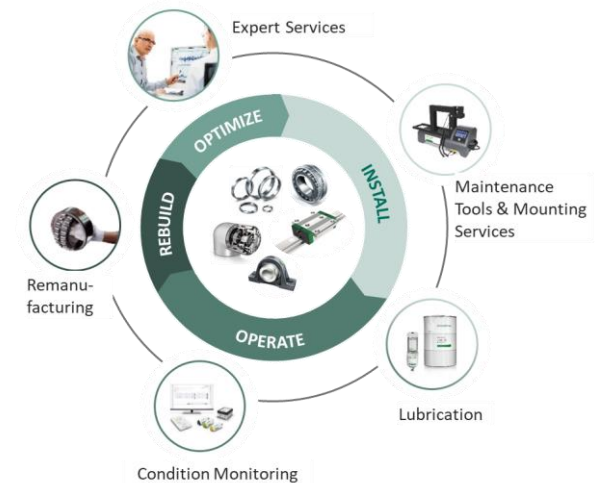 Expert Services
OPTIMIZE
INSTALL
Maintenance
Tools & Mounting
Services
REBUILD
Remanu-
facturing
OPERATE
Lubrication
Condition Monitoring